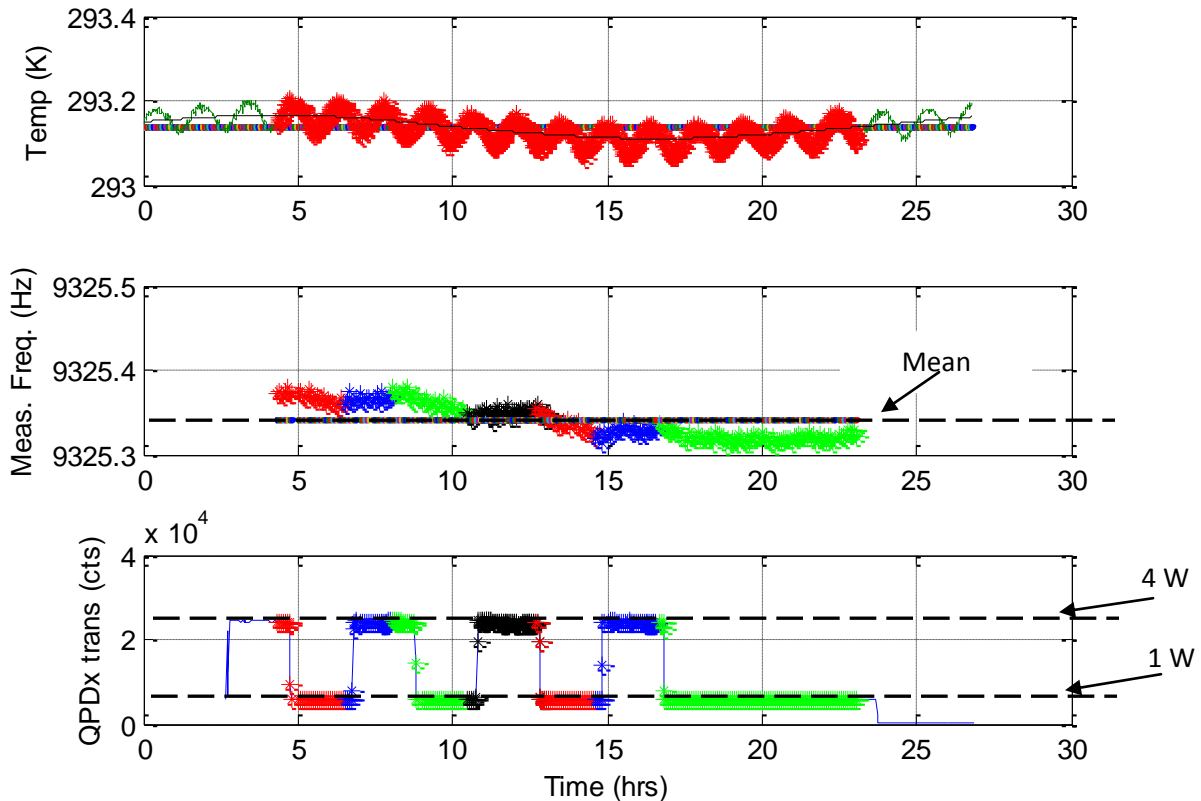 293.4
293.2
293
Temp (K)
0 5 10 15 20 25 30
9325.5
9325.4
9325.3
Meas. Freq. (Hz)
Mean
0 5 10 15 20 25 30
x 10^4
4
2
0
QPDx trans (cts)
4 W
1 W
0 5 10 15 20 25 30
Time (hrs)